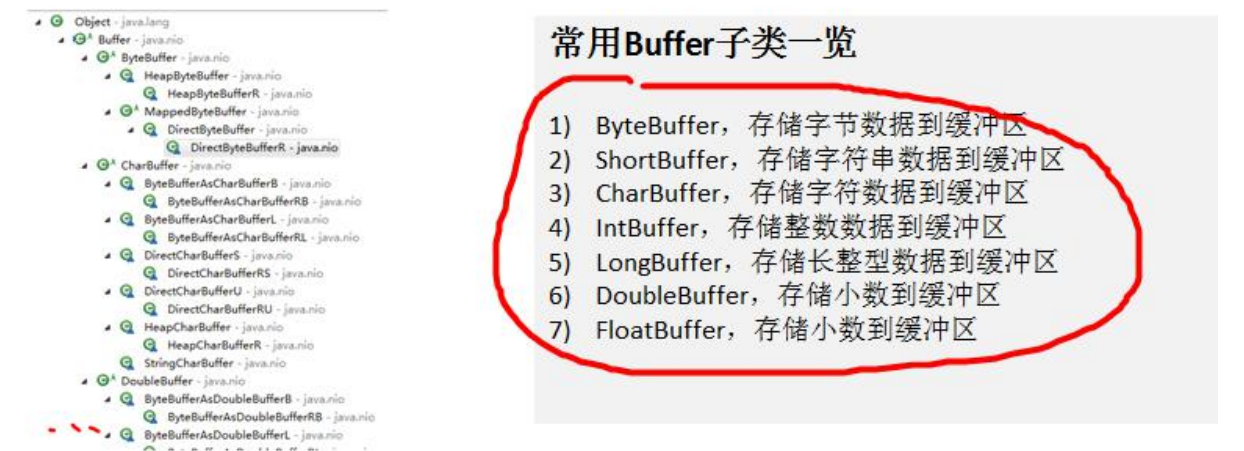 Object - java.lang
Buffer - java.nio
ByteBuffer - java.nio
HeapByteBuffer - java.nio
HeapByteBufferR - java.nio
MappedByteBuffer - java.nio
DirectByteBuffer - java.nio
DirectByteBufferR - java.nio
CharBuffer - java.nio
ByteBufferAsCharBufferB - java.nio
ByteBufferAsCharBufferRB - java.nio
ByteBufferAsCharBufferL - java.nio
ByteBufferAsCharBufferRL - java.nio
DirectCharBufferS - java.nio
DirectCharBufferRS - java.nio
DirectCharBufferU - java.nio
DirectCharBufferRU - java.nio
HeapCharBuffer - java.nio
HeapCharBufferR - java.nio
StringCharBuffer - java.nio
DoubleBuffer - java.nio
ByteBufferAsDoubleBufferB - java.nio
ByteBufferAsDoubleBufferRB - java.nio
ByteBufferAsDoubleBufferL - java.nio
常用Buffer子类一览
1) ByteBuffer，存储字节数据到缓冲区
2) ShortBuffer，存储字符串数据到缓冲区
3) CharBuffer，存储字符数据到缓冲区
4) IntBuffer，存储整数数据到缓冲区
5) LongBuffer，存储长整型数据到缓冲区
6) DoubleBuffer，存储小数到缓冲区
7) FloatBuffer，存储小数到缓冲区